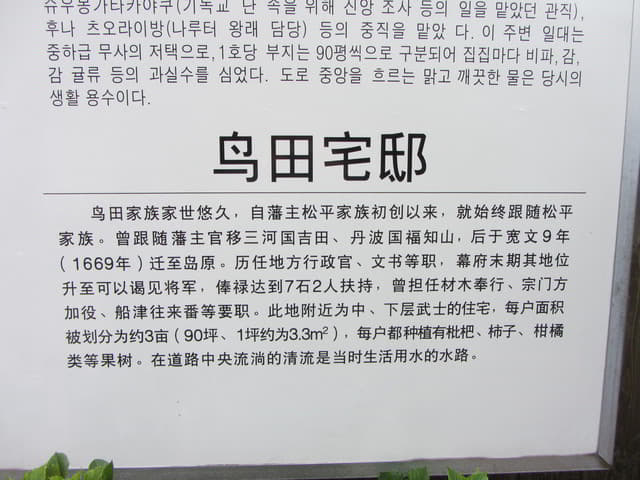 슈우몽가타카야쿠(기독교 난 속을 위해 신앙 조사 등의 일을 맡았던 관직),
후나 츠오라이방(나루터 왕래 담당) 등의 중직을 맡았 다. 이 주변 일대는
중하급 무사의 저택으로, 1호당 부지는 90평씩으로 구분되어 집집마다 비파, 감,
감 귤류 등의 과실수를 심었다. 도로 중앙을 흐르는 맑고 깨끗한 물은 당시의
생활 용수이다.
鸟田宅邸
鸟田家族家世悠久，自藩主松平家族初创以来，就始终跟随松平
家族。曾跟随藩主官移三河国吉田、丹波国福知山，后于宽文９年
（1669年）迁至岛原。历任地方行政官、文书等职，幕府末期其地位
升至可以谒见将军，俸禄达到7石2人扶持，曾担任材木奉行、宗门方
加役、船津往来番等要职。此地附近为中、下层武士的住宅，每户面积
被划分为约3亩（90坪、1坪约为3.3m²），每户都种植有枇杷、柿子、柑橘
类等果树。在道路中央流淌的清流是当时生活用水的水路。